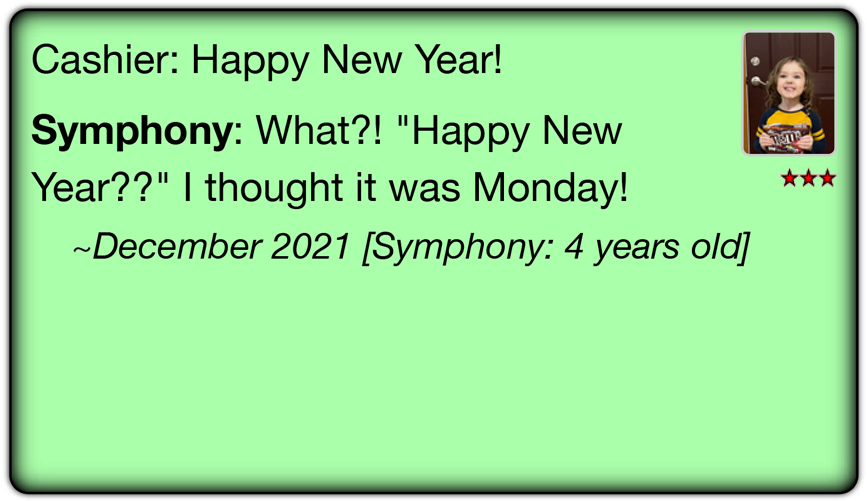 Cashier: Happy New Year!
Symphony: What?! "Happy New
Year??" I thought it was Monday!
~December 2021 [Symphony: 4 years old]